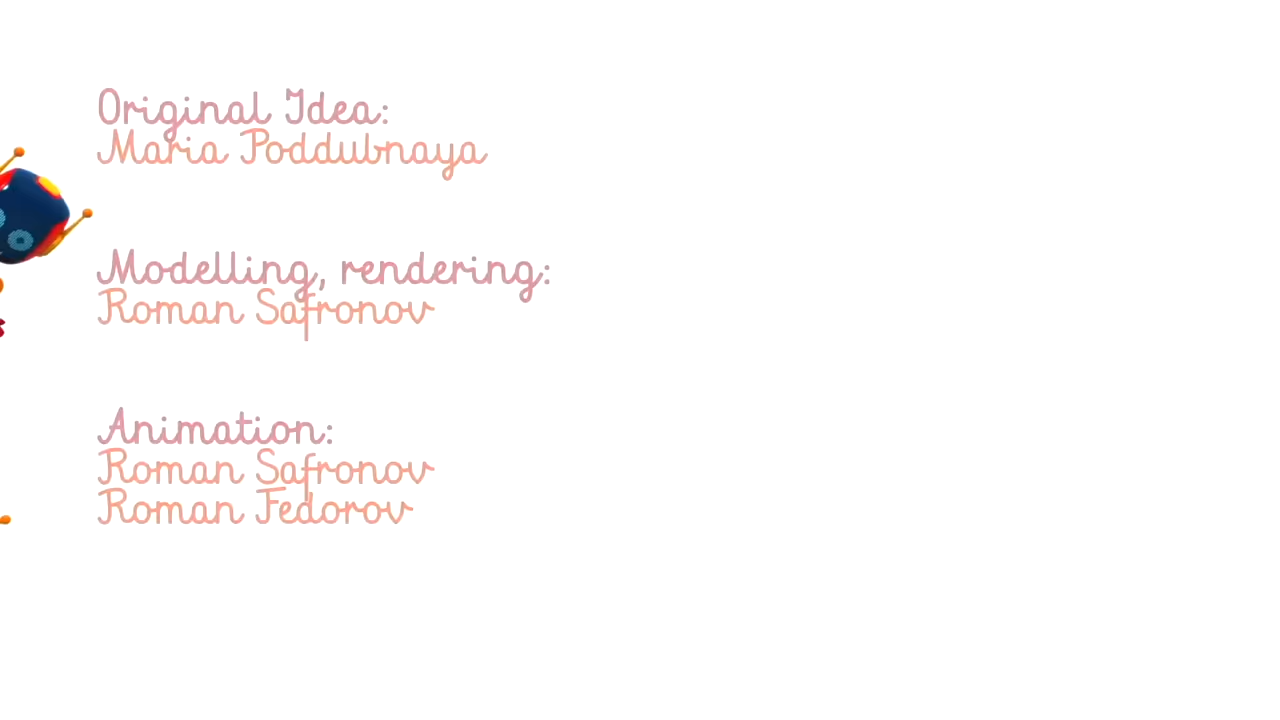 Original Idea:
Maria Poddubnaya
Modelling, rendering:
Roman Safronov
Animation:
Roman Safronov
Roman Fedorov